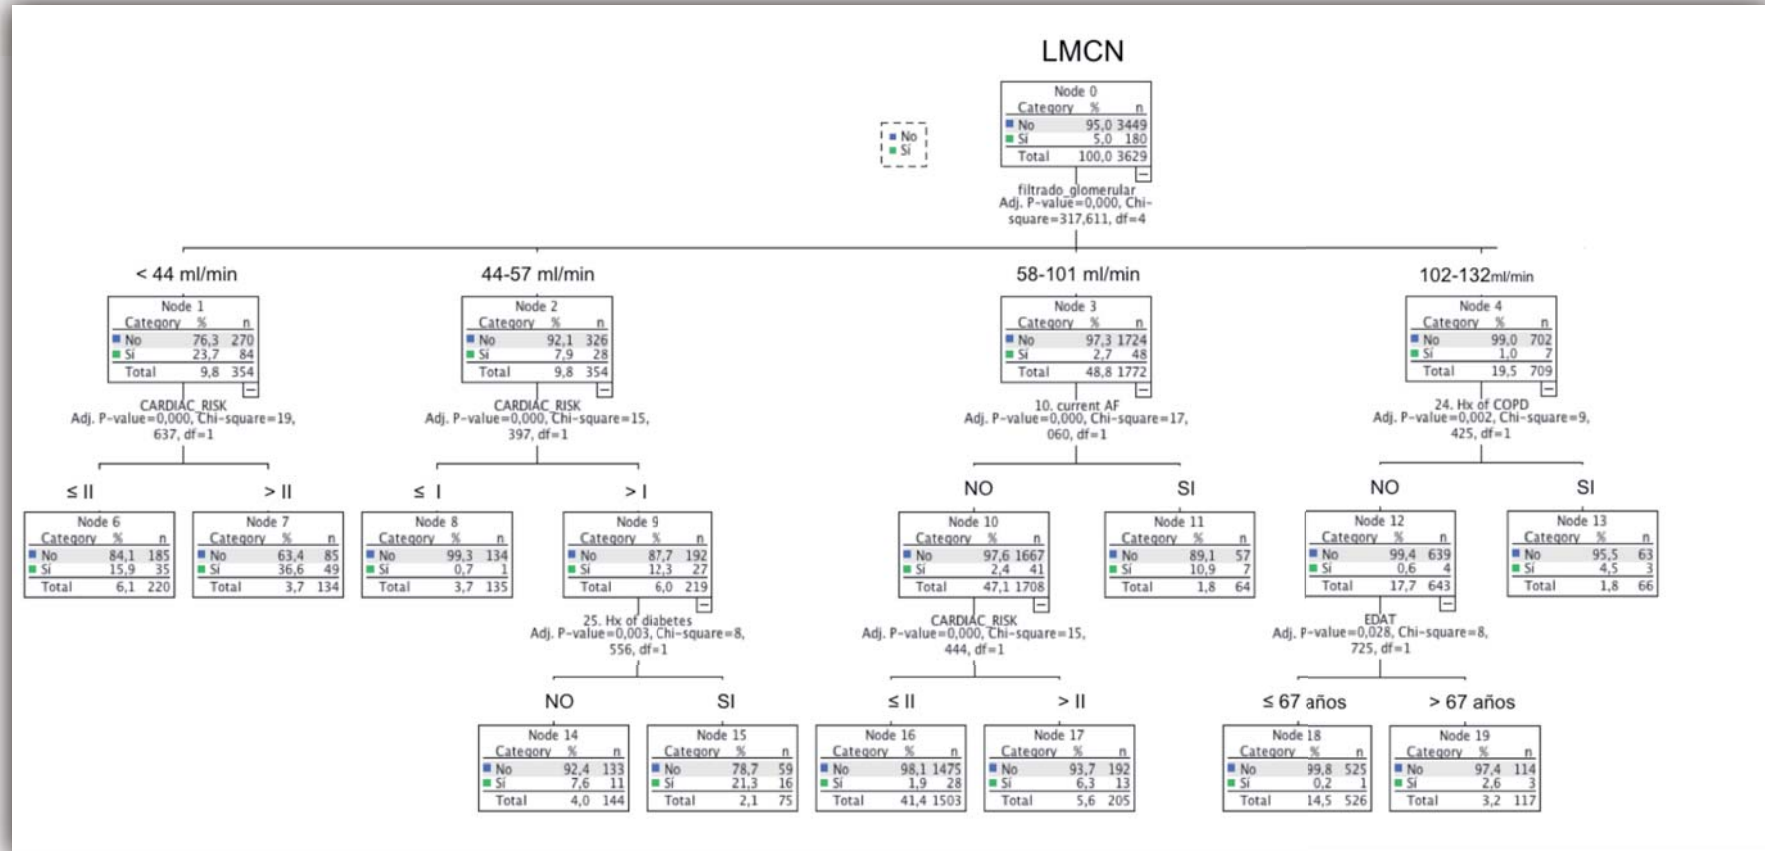 LMCN
Node 0
Category % n
No 95,0 3449
Sí 5,0 180
Total 100,0 3629
No
Sí
filtrado_glomerular
Adj. P-value=0,000, Chi-
square=317,611, df=4
< 44 ml/min
Node 1
Category % n
No 76,3 270
Sí 23,7 84
Total 9,8 354
CARDIAC_RISK
Adj. P-value=0,000, Chi-square=19,
637, df=1
44-57 ml/min
Node 2
Category % n
No 92,1 326
Sí 7,9 28
Total 9,8 354
CARDIAC_RISK
Adj. P-value=0,000, Chi-square=15,
397, df=1
58-101 ml/min
Node 3
Category % n
No 97,3 1724
Sí 2,7 48
Total 48,8 1772
10. current AF
Adj. P-value=0,000, Chi-square=17,
060, df=1
102-132ml/min
Node 4
Category % n
No 99,0 702
Sí 1,0 7
Total 19,5 709
24. Hx of COPD
Adj. P-value=0,002, Chi-square=9,
425, df=1
≤ II
Node 6
Category % n
No 84,1 185
Sí 15,9 35
Total 6,1 220
> II
Node 7
Category % n
No 63,4 85
Sí 36,6 49
Total 3,7 134
≤ I
Node 8
Category % n
No 99,3 134
Sí 0,7 1
Total 3,7 135
> I
Node 9
Category % n
No 87,7 192
Sí 12,3 27
Total 6,0 219
25. Hx of diabetes
Adj. P-value=0,003, Chi-square=8,
556, df=1
NO
Node 10
Category % n
No 97,6 1667
Sí 2,4 41
Total 47,1 1708
CARDIAC_RISK
Adj. P-value=0,000, Chi-square=15,
444, df=1
SI
Node 11
Category % n
No 89,1 57
Sí 10,9 7
Total 1,8 64
NO
Node 12
Category % n
No 99,4 639
Sí 0,6 4
Total 17,7 643
EDAT
Adj. P-value=0,028, Chi-square=8,
725, df=1
SI
Node 13
Category % n
No 95,5 63
Sí 4,5 3
Total 1,8 66
NO
Node 14
Category % n
No 92,4 133
Sí 7,6 11
Total 4,0 144
SI
Node 15
Category % n
No 78,7 59
Sí 21,3 16
Total 2,1 75
≤ II
Node 16
Category % n
No 98,1 1475
Sí 1,9 28
Total 41,4 1503
> II
Node 17
Category % n
No 93,7 192
Sí 6,3 13
Total 5,6 205
≤ 67 años
Node 18
Category % n
No 99,8 525
Sí 0,2 1
Total 14,5 526
> 67 años
Node 19
Category % n
No 97,4 114
Sí 2,6 3
Total 3,2 117